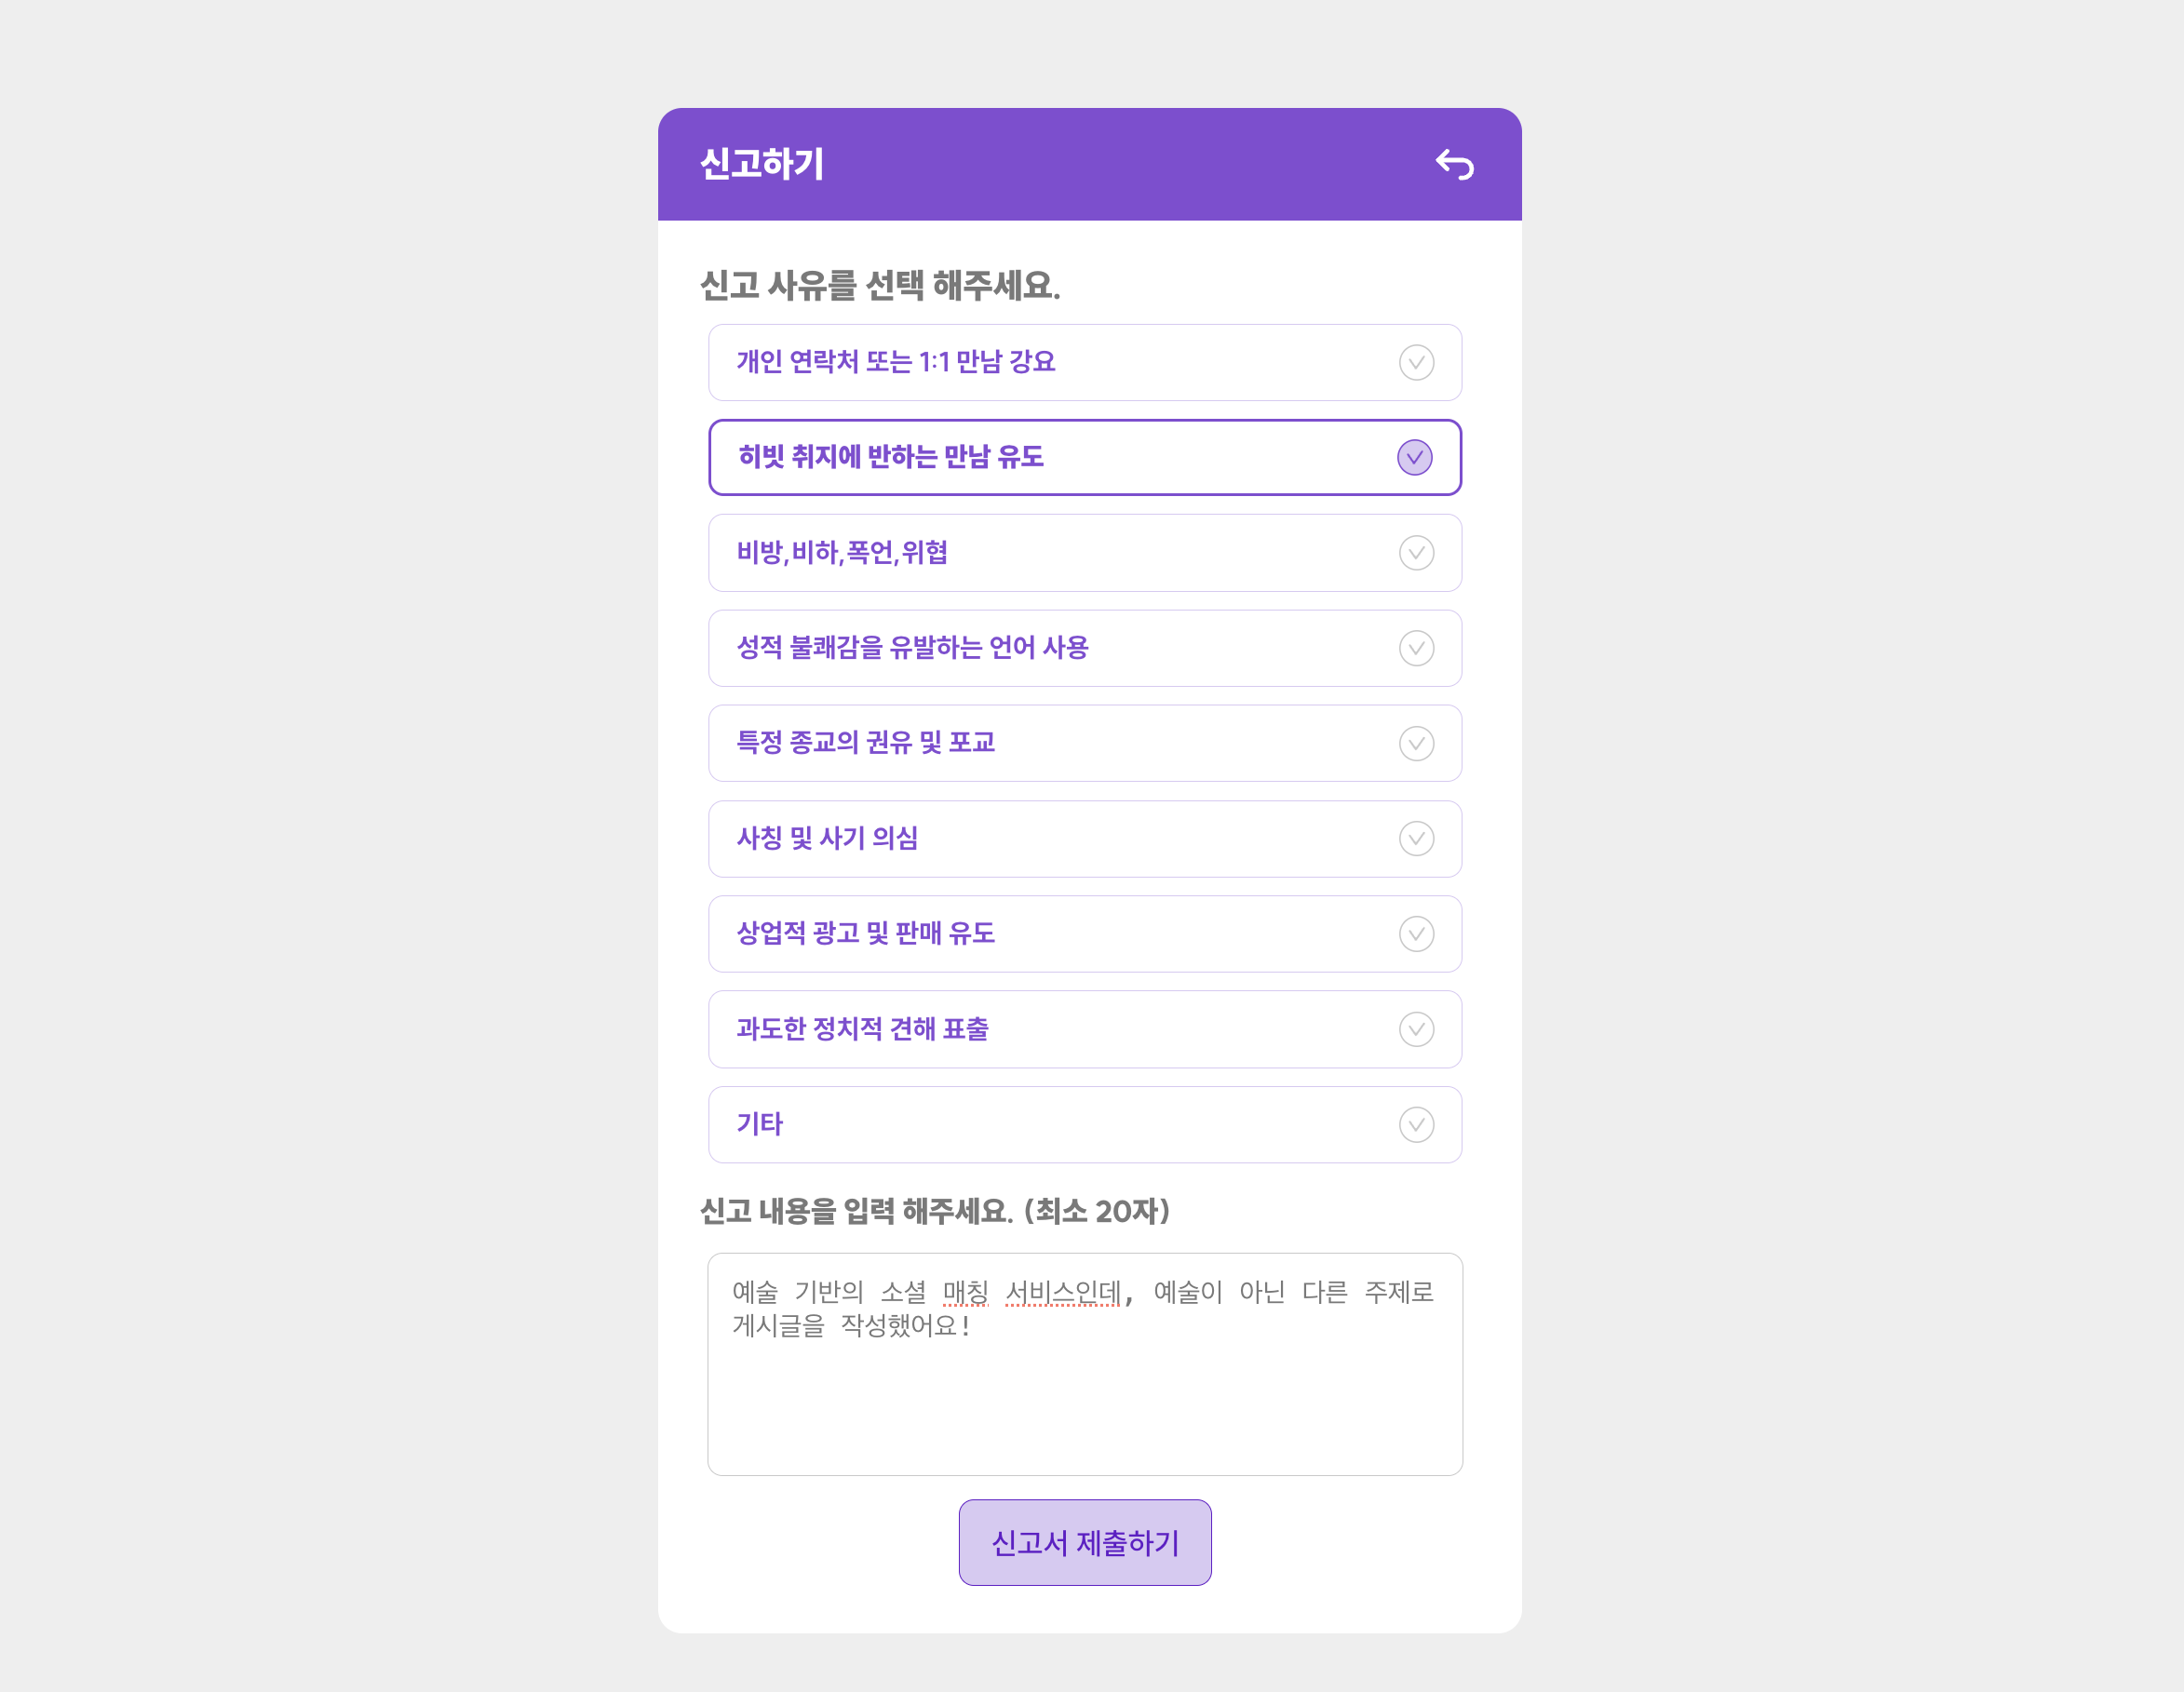 신고하기
신고 사유를 선택 해주세요.
개인 연락처 또는 1:1 만남 강요
히빗 취지에 반하는 만남 유도
비방,비하,폭언,위협
성적 불쾌감을 유발하는 언어 사용
특정 종교의 권유 및 포교
사칭 및 사기 의심
상업적 광고 및 판매 유도
과도한 정치적 견해 표출
기타
신고 내용을 입력 해주세요. (최소 20자)
예술 기반의 소셜 매칭 서비스인데, 예술이 아닌 다른 주제로
게시글을 작성했어요!
신고서 제출하기